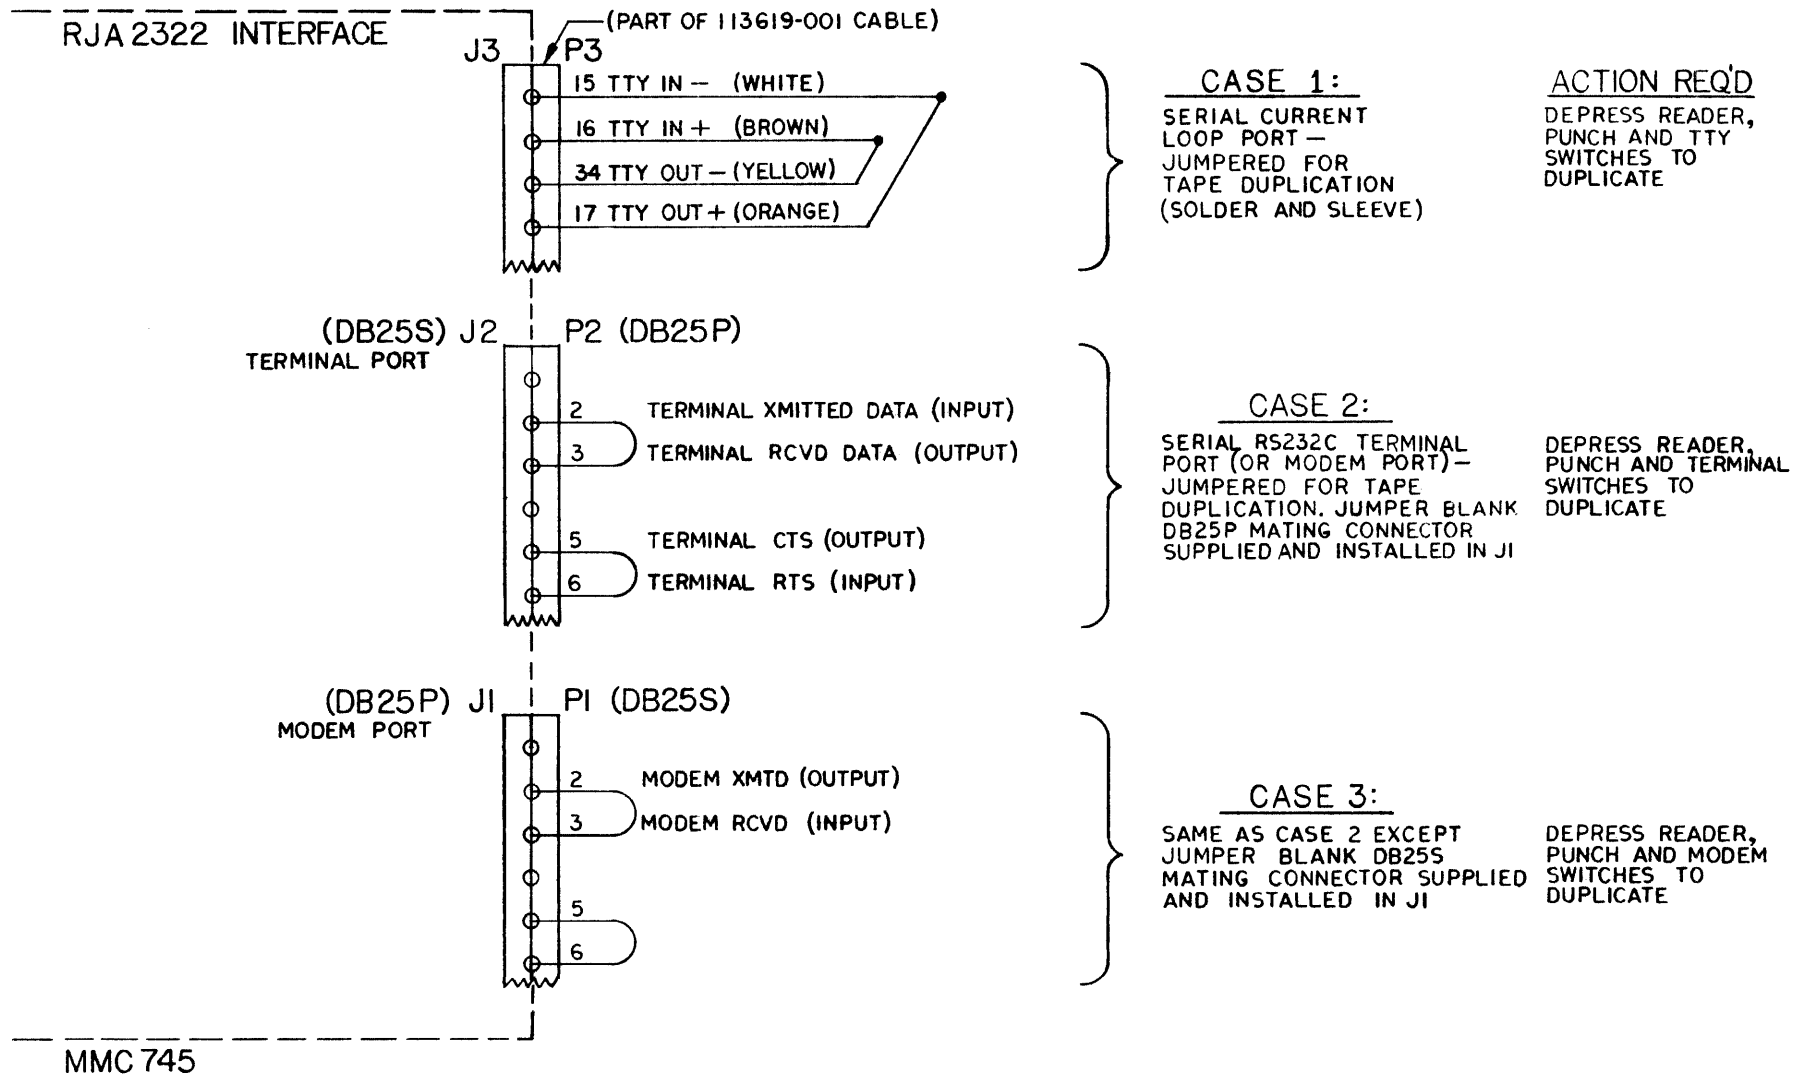 RJA 2322 INTERFACE
(PART OF 113619-001 CABLE)
J3 P3
15 TTY IN – (WHITE)
16 TTY IN + (BROWN)
34 TTY OUT – (YELLOW)
17 TTY OUT + (ORANGE)
CASE 1:
SERIAL CURRENT
LOOP PORT –
JUMPERED FOR
TAPE DUPLICATION
(SOLDER AND SLEEVE)
ACTION REQ'D
DEPRESS READER,
PUNCH AND TTY
SWITCHES TO
DUPLICATE
(DB25S) J2 P2 (DB25P)
TERMINAL PORT
2 TERMINAL XMITTED DATA (INPUT)
3 TERMINAL RCVD DATA (OUTPUT)
5 TERMINAL CTS (OUTPUT)
6 TERMINAL RTS (INPUT)
CASE 2:
SERIAL RS232C TERMINAL
PORT (OR MODEM PORT) –
JUMPERED FOR TAPE
DUPLICATION. JUMPER BLANK
DB25P MATING CONNECTOR
SUPPLIED AND INSTALLED IN J1
DEPRESS READER,
PUNCH AND TERMINAL
SWITCHES TO
DUPLICATE
(DB25P) J1 P1 (DB25S)
MODEM PORT
2 MODEM XMTD (OUTPUT)
3 MODEM RCVD (INPUT)
5
6
CASE 3:
SAME AS CASE 2 EXCEPT
JUMPER BLANK DB25S
MATING CONNECTOR SUPPLIED
AND INSTALLED IN J1
DEPRESS READER,
PUNCH AND MODEM
SWITCHES TO
DUPLICATE
MMC 745